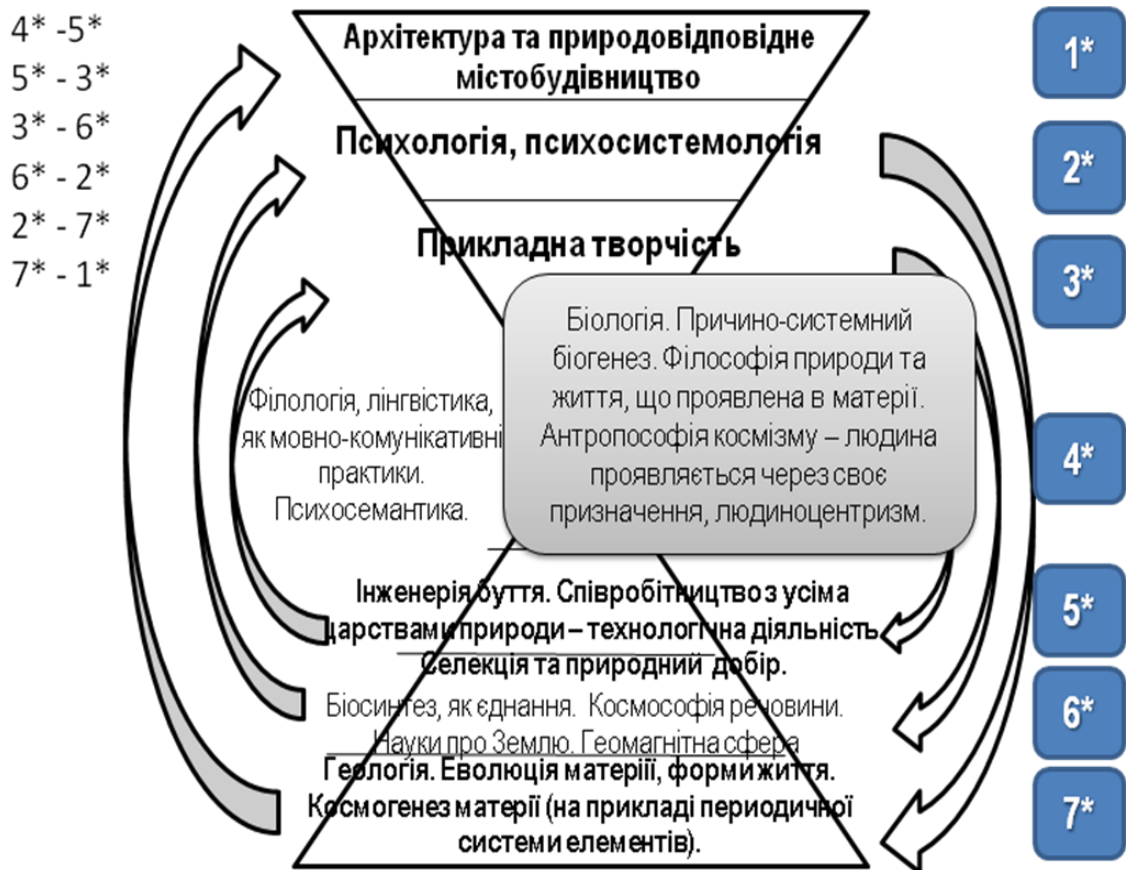 4* -5*
5* - 3*
3* - 6*
6* - 2*
2* - 7*
7* - 1*
Архітектура та природовідповідне
містобудівництво
Психологія, психосистемологія
Прикладна творчість
Філологія, лінгвістика,
як мовно-комунікативні
практики.
Психосемантика.
Біологія. Причино-системний
біогенез. Філософія природи та
життя, що проявлена в матерії.
Антропософія космізму – людина
проявляється через своє
призначення, людиноцентризм.
Інженерія буття. Співробітництво з усіма
царствами природи – технологічна діяльність
Селекція та природний добір.
Біосинтез, як єднання. Космософія речовини.
Науки про Землю. Геомагнітна сфера
Геологія. Еволюція матеріії, форми життя.
Космогенез матерії (на прикладі периодичної
системи елементів).
1*
2*
3*
4*
5*
6*
7*